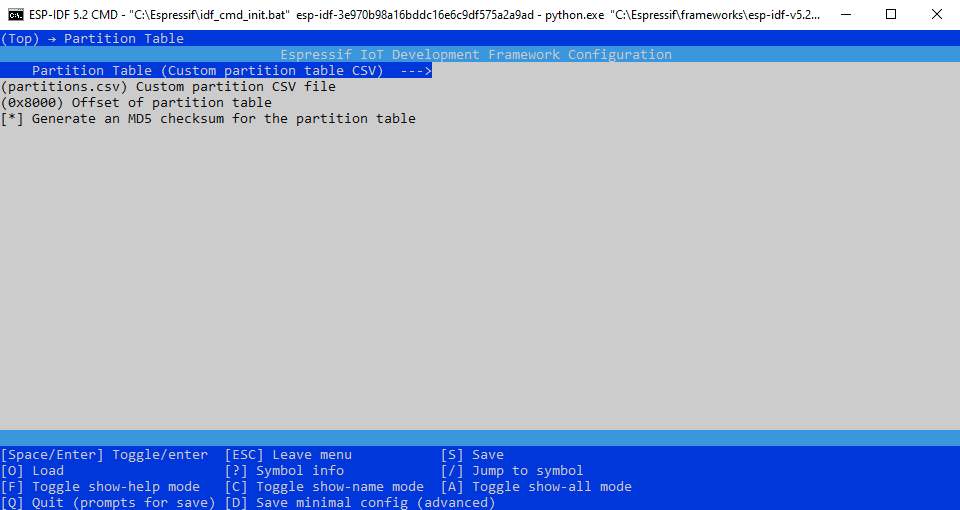 ESP-IDF 5.2 CMD - "C:\Espressif\idf_cmd_init.bat" esp-idf-3e970b98a16bddc16e6c9df575a2a9ad - python.exe "C:\Espressif\frameworks\esp-idf-v5.2...
(Top) → Partition Table
Espressif IoT Development Framework Configuration
Partition Table (Custom partition table CSV)  --->
(partitions.csv) Custom partition CSV file
(0x8000) Offset of partition table
[*] Generate an MD5 checksum for the partition table
[Space/Enter] Toggle/enter  [ESC] Leave menu  [S] Save
[O] Load  [?] Symbol info  [/] Jump to symbol
[F] Toggle show-help mode  [C] Toggle show-name mode  [A] Toggle show-all mode
[Q] Quit (prompts for save)  [D] Save minimal config (advanced)